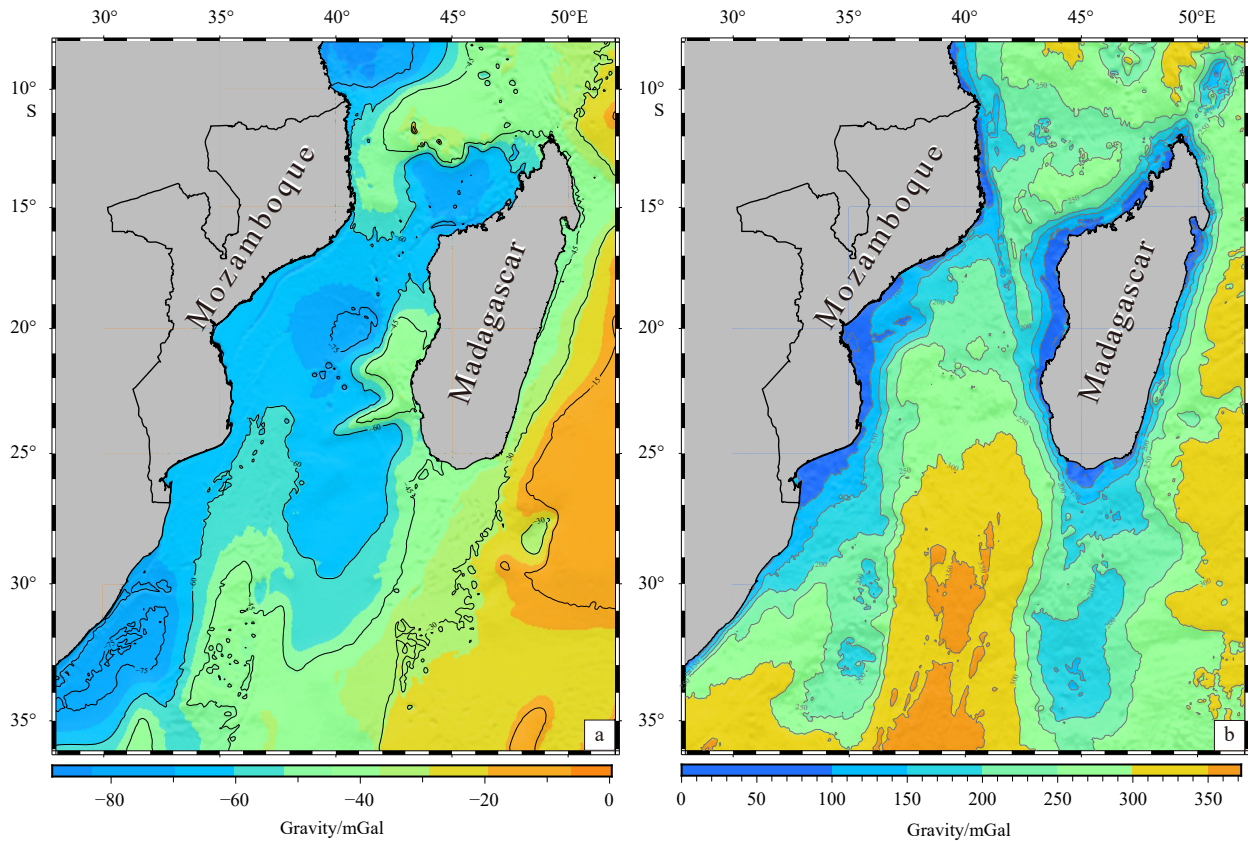 30° 35° 40° 45° 50°E 30° 35° 40° 45° 50°E
10° 10°
S S
15° 15°
20° 20°
25° 25°
30° 30°
35° 35°
Mozamboque Mozamboque
Madagascar Madagascar
a b
−80 −60 −40 −20 0 0 50 100 150 200 250 300 350
Gravity/mGal Gravity/mGal